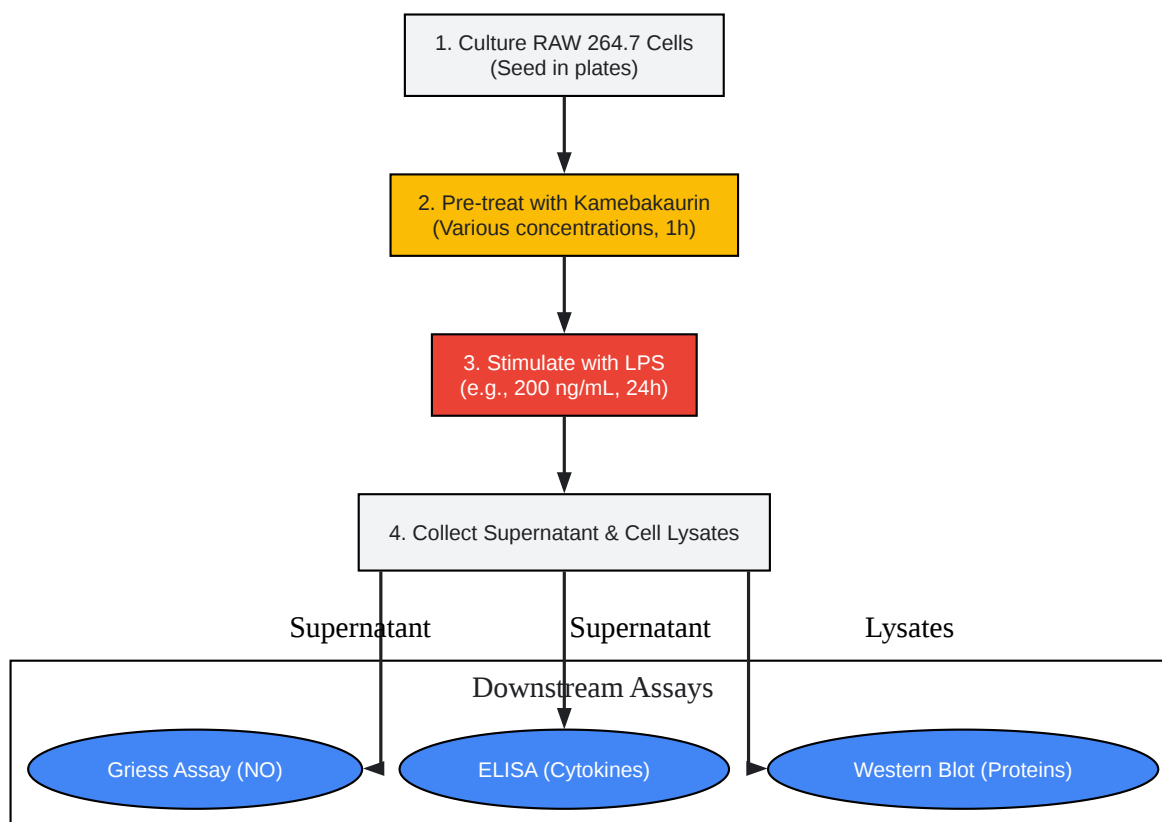 1. Culture RAW 264.7 Cells
(Seed in plates)
2. Pre-treat with Kamebakaurin
(Various concentrations, 1h)
3. Stimulate with LPS
(e.g., 200 ng/mL, 24h)
4. Collect Supernatant & Cell Lysates
Supernatant
Supernatant
Lysates
Downstream Assays
Griess Assay (NO)
ELISA (Cytokines)
Western Blot (Proteins)